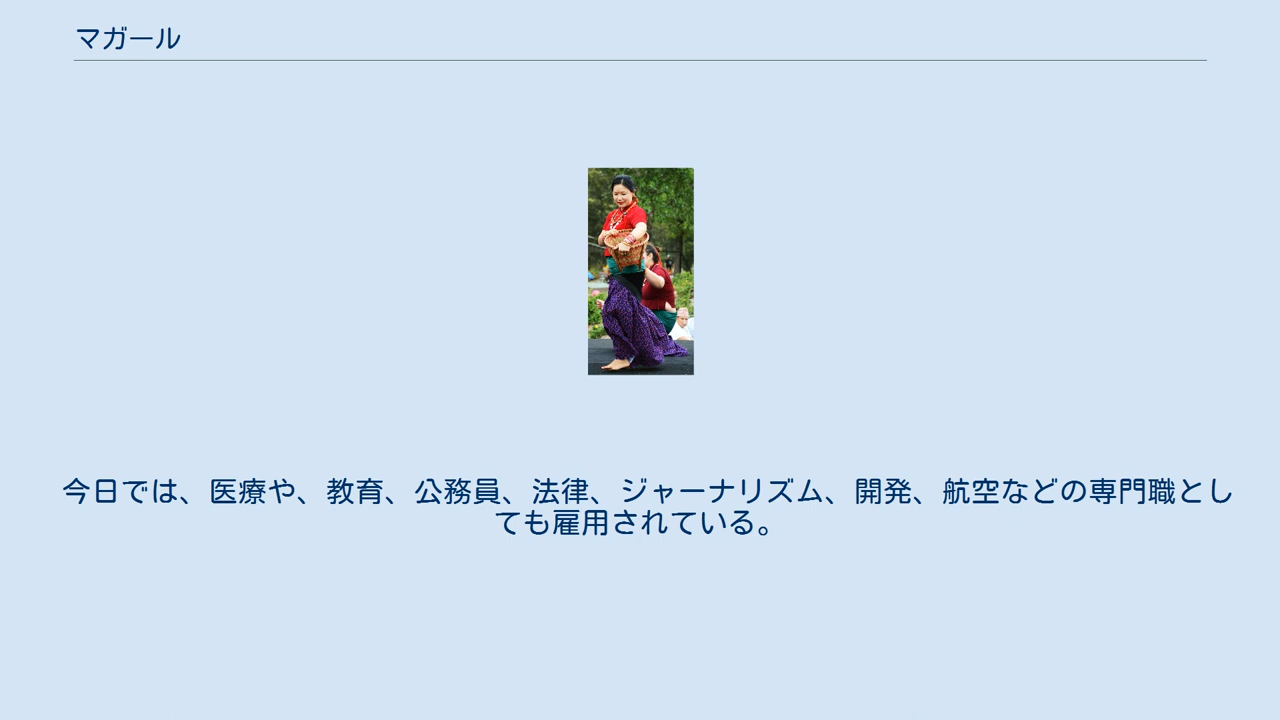 マガール
今日では、医療や、教育、公務員、法律、ジャーナリズム、開発、航空などの専門職とし
ても雇用されている。